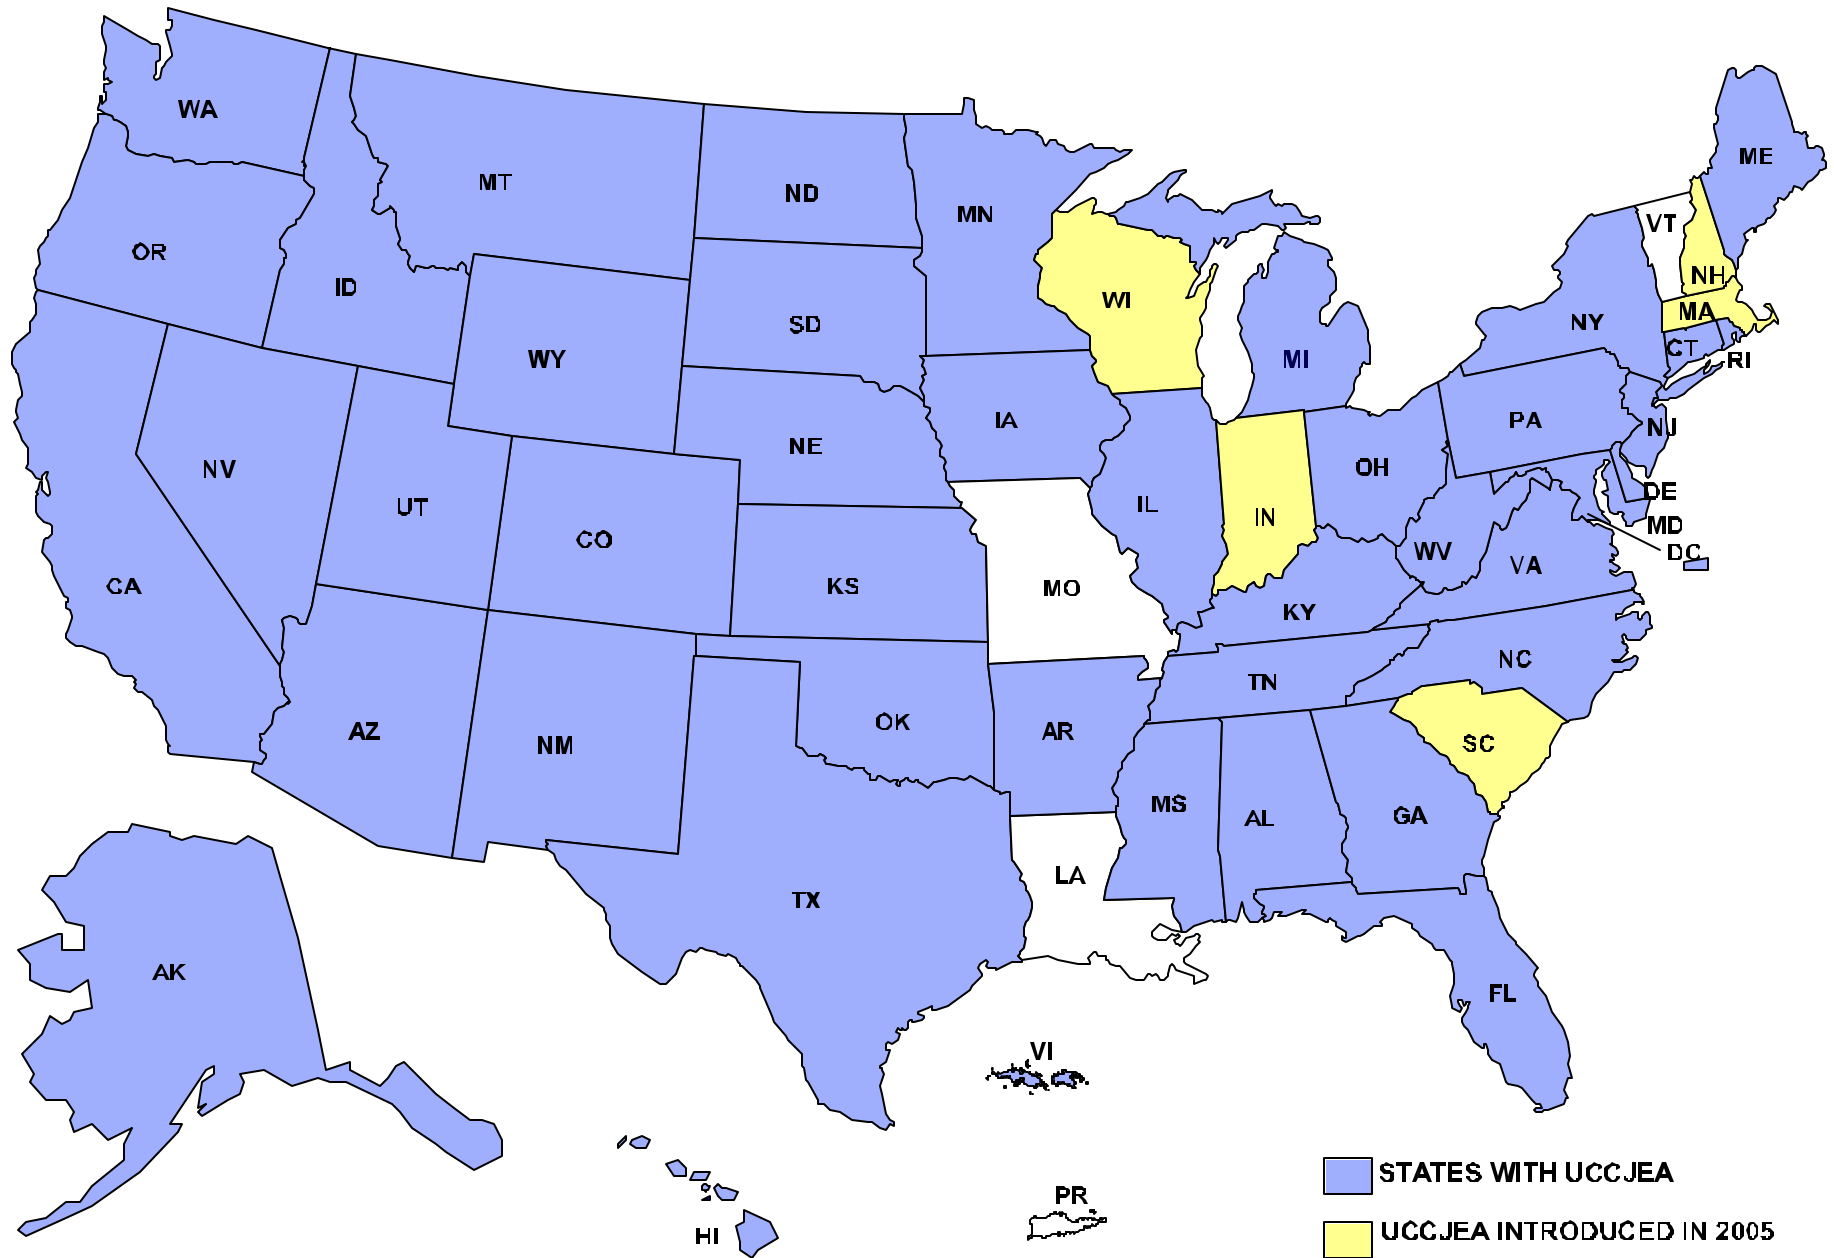 WA
MT
ND
MN
ME
VT
OR
ID
NH
WI
MA
SD
NY
WY
MI
CT
RI
IA
PA
NE
NJ
NV
OH
DE
UT
IL
IN
MD
CO
WV
DC
VA
CA
KS
MO
KY
NC
TN
AZ
NM
OK
AR
SC
MS
AL
GA
TX
LA
AK
FL
VI
STATES WITH UCCJEA
PR
HI
UCCJEA INTRODUCED IN 2005